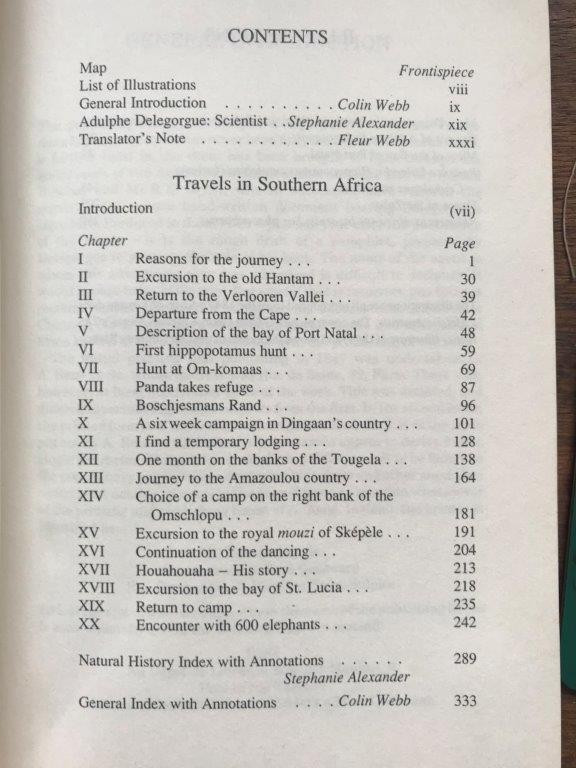 CONTENTS
Map Frontispiece
List of Illustrations viii
General Introduction . . . . . . . . . . Colin Webb ix
Adulphe Delegorgue: Scientist . . Stephanie Alexander xix
Translator's Note . . . . . . . . . . . . Fleur Webb xxxi
Travels in Southern Africa
Introduction (vii)
Chapter Page
I Reasons for the journey . . . 1
II Excursion to the old Hantam . . . 30
III Return to the Verlooren Vallei . . . 39
IV Departure from the Cape . . . 42
V Description of the bay of Port Natal . . . 48
VI First hippopotamus hunt . . . 59
VII Hunt at Om-komaas . . . 69
VIII Panda takes refuge . . . 87
IX Boschjesmans Rand . . . 96
X A six week campaign in Dingaan's country . . . 101
XI I find a temporary lodging . . . 128
XII One month on the banks of the Tougela . . . 138
XIII Journey to the Amazoulou country . . . 164
XIV Choice of a camp on the right bank of the
Omschlopu . . . 181
XV Excursion to the royal mouzi of Sképèle . . . 191
XVI Continuation of the dancing . . . 204
XVII Houahouaha – His story . . . 213
XVIII Excursion to the bay of St. Lucia . . . 218
XIX Return to camp . . . 235
XX Encounter with 600 elephants . . . 242
Natural History Index with Annotations . . . . . . 289
Stephanie Alexander
General Index with Annotations . . . . Colin Webb 333